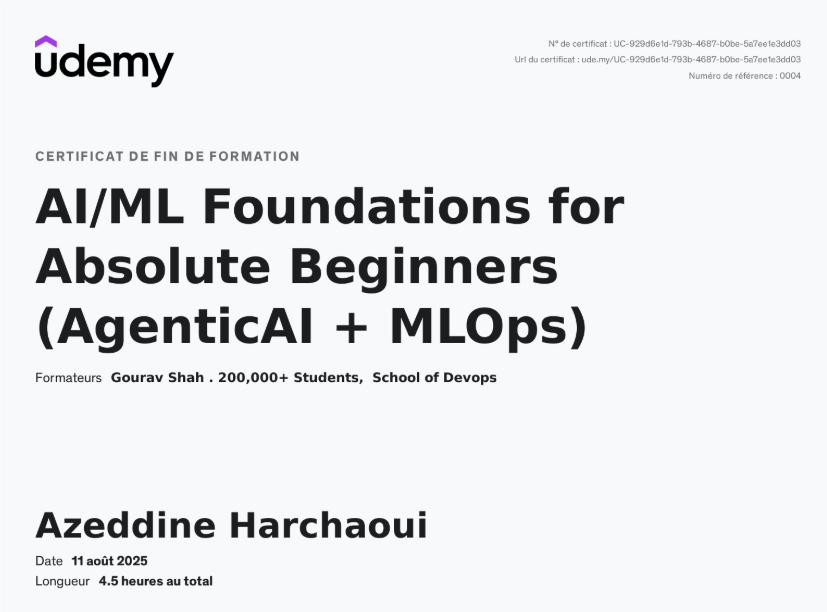 udemy
N° de certificat : UC-929d6e1d-793b-4687-b0be-5a7ee1e3dd03
Url du certificat : ude.my/UC-929d6e1d-793b-4687-b0be-5a7ee1e3dd03
Numéro de référence : 0004
CERTIFICAT DE FIN DE FORMATION
AI/ML Foundations for
Absolute Beginners
(AgenticAI + MLOps)
Formateurs Gourav Shah . 200,000+ Students, School of Devops
Azeddine Harchaoui
Date 11 août 2025
Longueur 4.5 heures au total